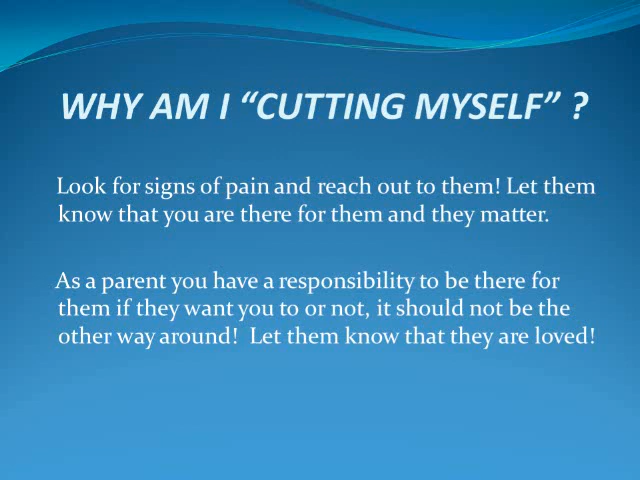 WHY AM I “CUTTING MYSELF” ?
Look for signs of pain and reach out to them! Let them
know that you are there for them and they matter.
As a parent you have a responsibility to be there for
them if they want you to or not, it should not be the
other way around!  Let them know that they are loved!